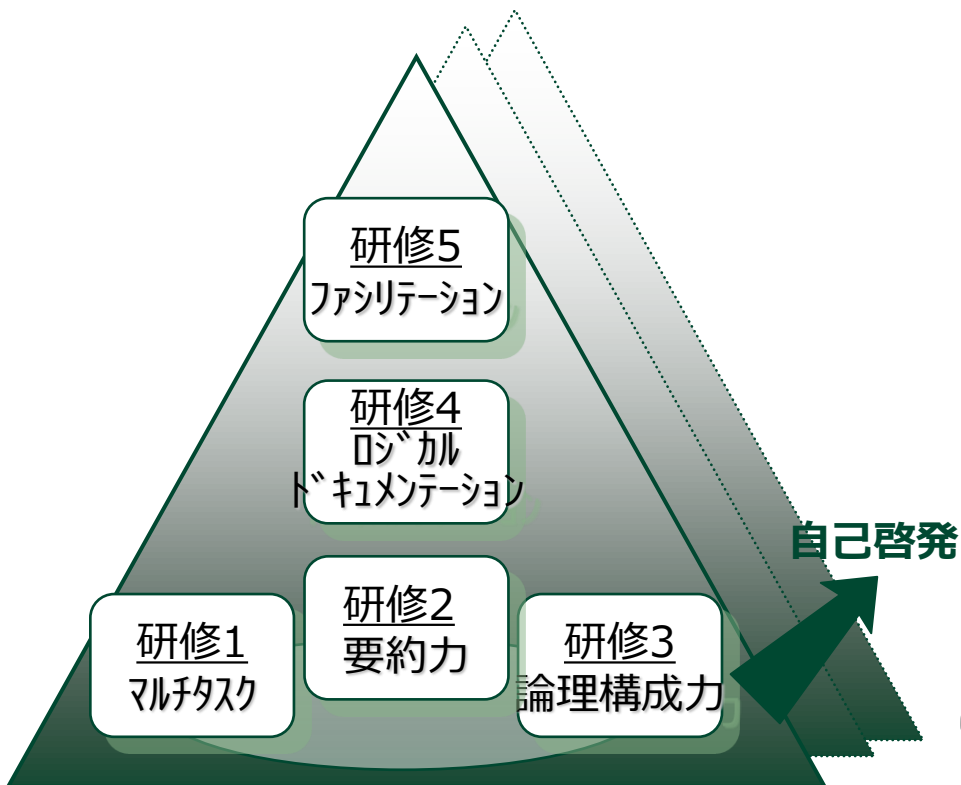 研修5
ﾌｧｼﾘﾃｰｼｮﾝ
研修4
ﾛｼﾞｶﾙ
ﾄﾞｷｭﾒﾝﾃｰｼｮﾝ
自己啓発
研修2
要約力
研修1
ﾏﾙﾁﾀｽｸ
研修3
論理構成力